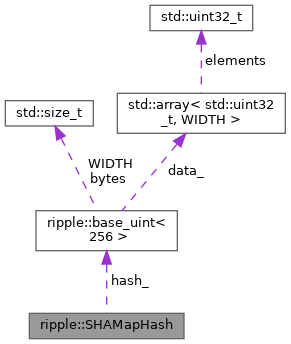 std::uint32_t
elements
std::size_t
std::array< std::uint32
_t, WIDTH >
WIDTH
bytes
data_
ripple::base_uint<
256 >
hash_
ripple::SHAMapHash